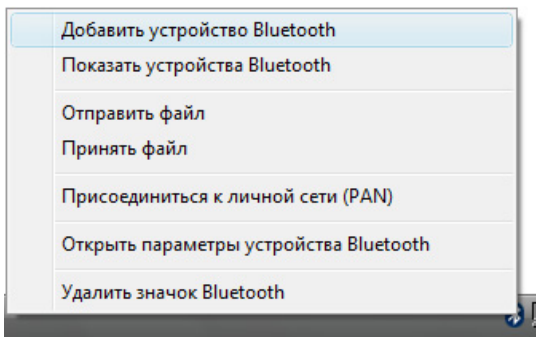 Добавить устройство Bluetooth
Показать устройства Bluetooth
Отправить файл
Принять файл
Присоединиться к личной сети (PAN)
Открыть параметры устройства Bluetooth
Удалить значок Bluetooth